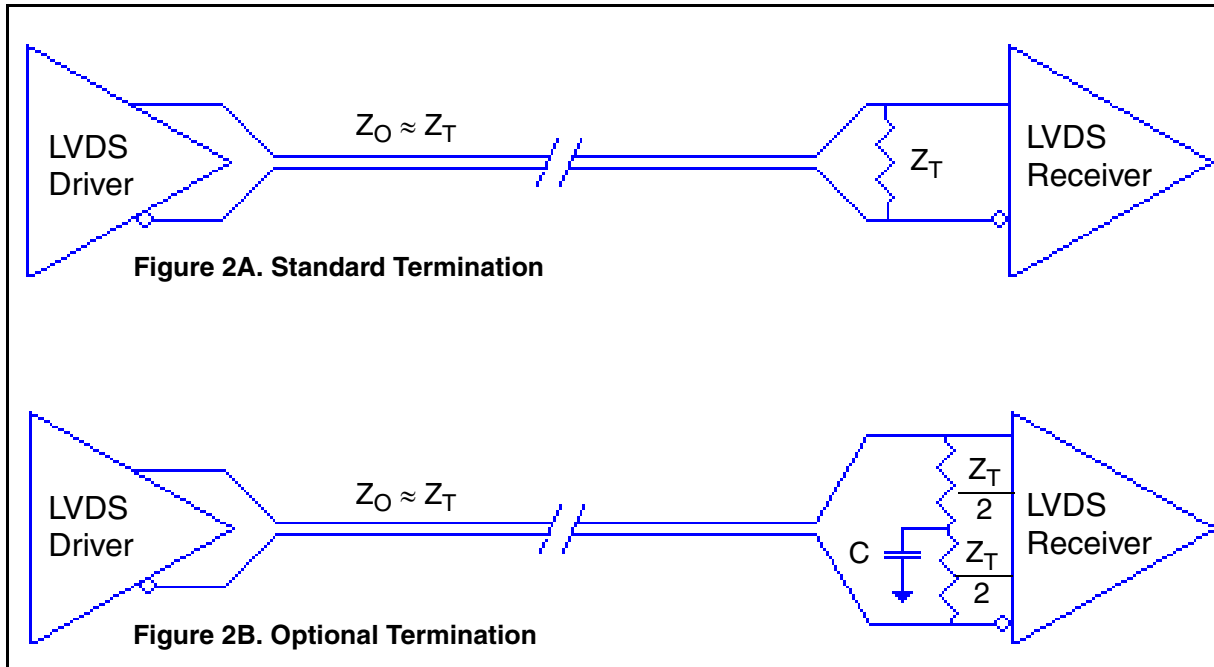 LVDS
Driver
Z_O ≈ Z_T
Z_T
LVDS
Receiver
Figure 2A. Standard Termination
LVDS
Driver
Z_O ≈ Z_T
C
Z_T
2
Z_T
2
LVDS
Receiver
Figure 2B. Optional Termination